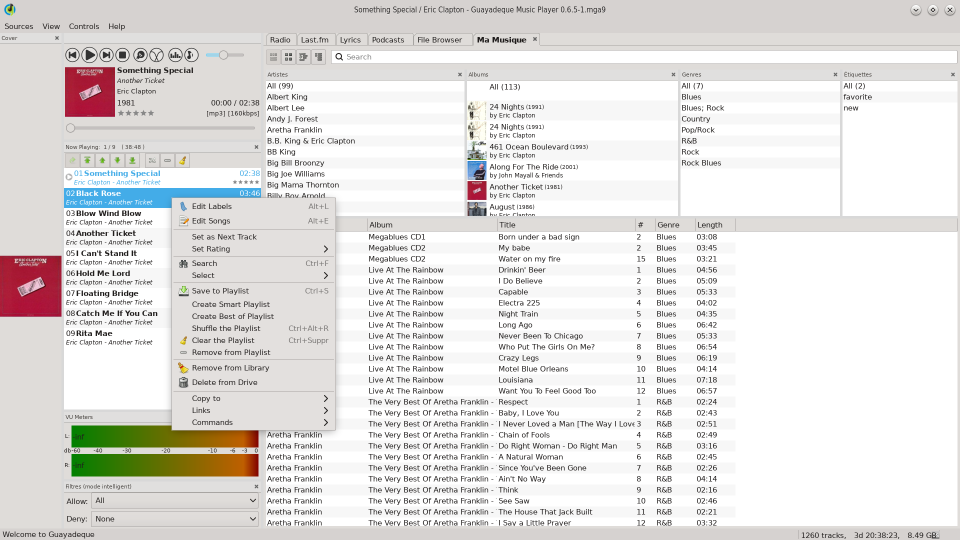 Something Special / Eric Clapton - Guayadeque Music Player 0.6.5-1.mga9
Sources View Controls Help
Cover
Something Special
Another Ticket
Eric Clapton
1981 00:00 / 02:38
[mp3] [160kbps]
Now Playing: 1 / 9 ( 38:48 )
01 Something Special 02:38
Eric Clapton - Another Ticket
02 Black Rose 03:46
Eric Clapton - Another Ticket
03 Blow Wind Blow
Eric Clapton - Another Ticket
04 Another Ticket
Eric Clapton - Another Ticket
05 I Can't Stand It
Eric Clapton - Another Ticket
06 Hold Me Lord
Eric Clapton - Another Ticket
07 Floating Bridge
Eric Clapton - Another Ticket
08 Catch Me If You Can
Eric Clapton - Another Ticket
09 Rita Mae
Eric Clapton - Another Ticket
Edit Labels Alt+L
Edit Songs Alt+E
Set as Next Track
Set Rating
Search Ctrl+F
Select
Save to Playlist Ctrl+S
Create Smart Playlist
Create Best of Playlist
Shuffle the Playlist Ctrl+Alt+R
Clear the Playlist Ctrl+Suppr
Remove from Playlist
Remove from Library
Delete from Drive
Copy to
Links
Commands
VU Meters
L: -inf
db-60 -40 -20 -10 -6 -3 0
R: -inf
Filtres (mode intelligent)
Allow: All
Deny: None
Radio Last.fm Lyrics Podcasts File Browser Ma Musique
Search
Artistes
All (99)
Albert King
Albert Lee
Andy J. Forest
Aretha Franklin
B.B. King & Eric Clapton
BB King
Big Bill Broonzy
Big Joe Williams
Big Mama Thornton
Billy Boy Arnold
Albums
All (113)
24 Nights (1991)
by Eric Clapton
24 Nights (1991)
by Eric Clapton
461 Ocean Boulevard (1993)
by Eric Clapton
Along For The Ride (2001)
by John Mayall & Friends
Another Ticket (1981)
by Eric Clapton
August (1986)
by Eric Clapton
Genres
All (7)
Blues
Blues; Rock
Country
Pop/Rock
R&B
Rock
Rock Blues
Étiquettes
All (2)
favorite
new
Album Title # Genre Length
Megablues CD1 Born under a bad sign 2 Blues 03:08
Megablues CD2 My babe 2 Blues 03:45
Megablues CD2 Water on my fire 15 Blues 03:21
Live At The Rainbow Drinkin' Beer 1 Blues 04:56
Live At The Rainbow I Do Believe 2 Blues 05:09
Live At The Rainbow Capable 3 Blues 05:33
Live At The Rainbow Electra 225 4 Blues 04:02
Live At The Rainbow Night Train 5 Blues 04:35
Live At The Rainbow Long Ago 6 Blues 06:42
Live At The Rainbow Never Been To Chicago 7 Blues 05:33
Live At The Rainbow Who Put The Girls On Me? 8 Blues 06:54
Live At The Rainbow Crazy Legs 9 Blues 06:19
Live At The Rainbow Motel Blue Orleans 10 Blues 04:14
Live At The Rainbow Louisiana 11 Blues 07:18
Live At The Rainbow Want You To Feel Good Too 12 Blues 06:57
The Very Best Of Aretha Franklin - Respect 1 R&B 02:24
The Very Best Of Aretha Franklin - Baby, I Love You 2 R&B 02:43
The Very Best Of Aretha Franklin - I Never Loved a Man [The Way I Love 3 R&B 02:51
Aretha Franklin The Very Best Of Aretha Franklin - Chain of Fools 4 R&B 02:49
Aretha Franklin The Very Best Of Aretha Franklin - Do Right Woman - Do Right Man 5 R&B 03:16
Aretha Franklin The Very Best Of Aretha Franklin - A Natural Woman 6 R&B 02:45
Aretha Franklin The Very Best Of Aretha Franklin - Since You've Been Gone 7 R&B 02:26
Aretha Franklin The Very Best Of Aretha Franklin - Ain't No Way 8 R&B 04:14
Aretha Franklin The Very Best Of Aretha Franklin - Think 9 R&B 02:16
Aretha Franklin The Very Best Of Aretha Franklin - See Saw 10 R&B 02:46
Aretha Franklin The Very Best Of Aretha Franklin - The House That Jack Built 11 R&B 02:21
Aretha Franklin The Very Best Of Aretha Franklin - I Say a Little Prayer 12 R&B 03:32
Welcome to Guayadeque 1260 tracks, 3d 20:38:23, 8.49 GB